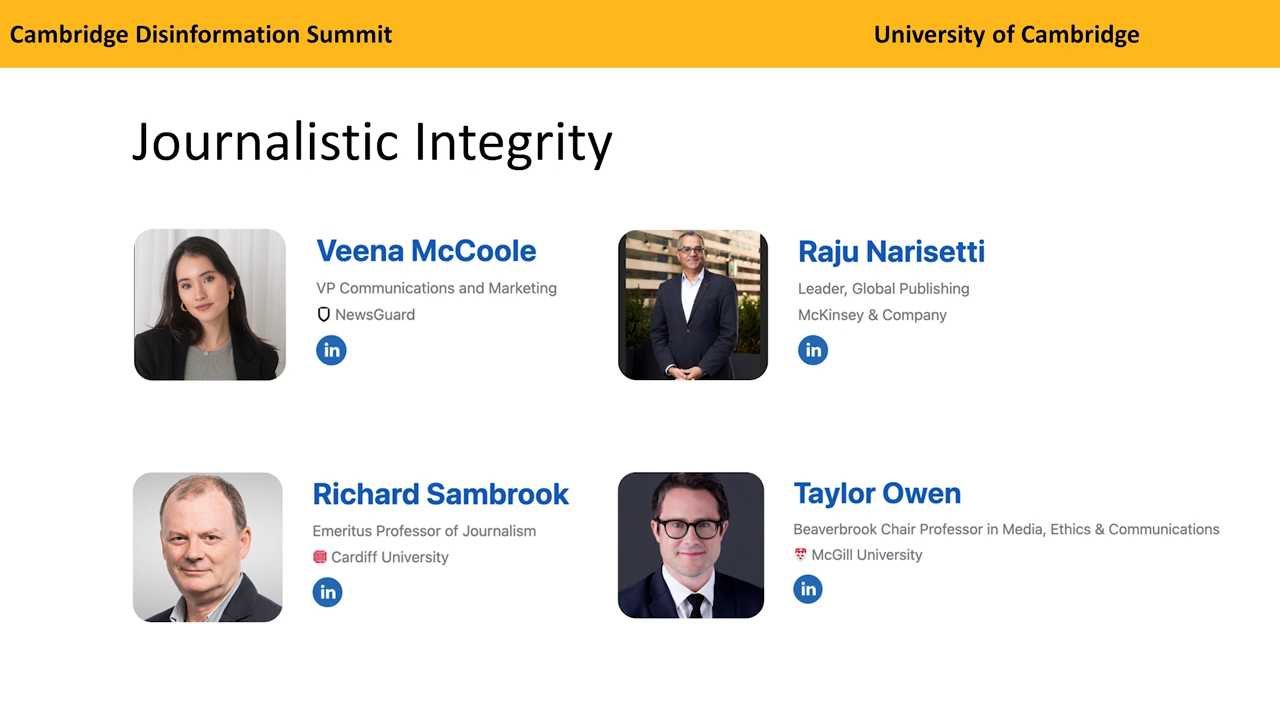 Cambridge Disinformation Summit
University of Cambridge
Journalistic Integrity
Veena McCoole
VP Communications and Marketing
NewsGuard
in
Raju Narisetti
Leader, Global Publishing
McKinsey & Company
in
Richard Sambrook
Emeritus Professor of Journalism
Cardiff University
in
Taylor Owen
Beaverbrook Chair Professor in Media, Ethics & Communications
McGill University
in